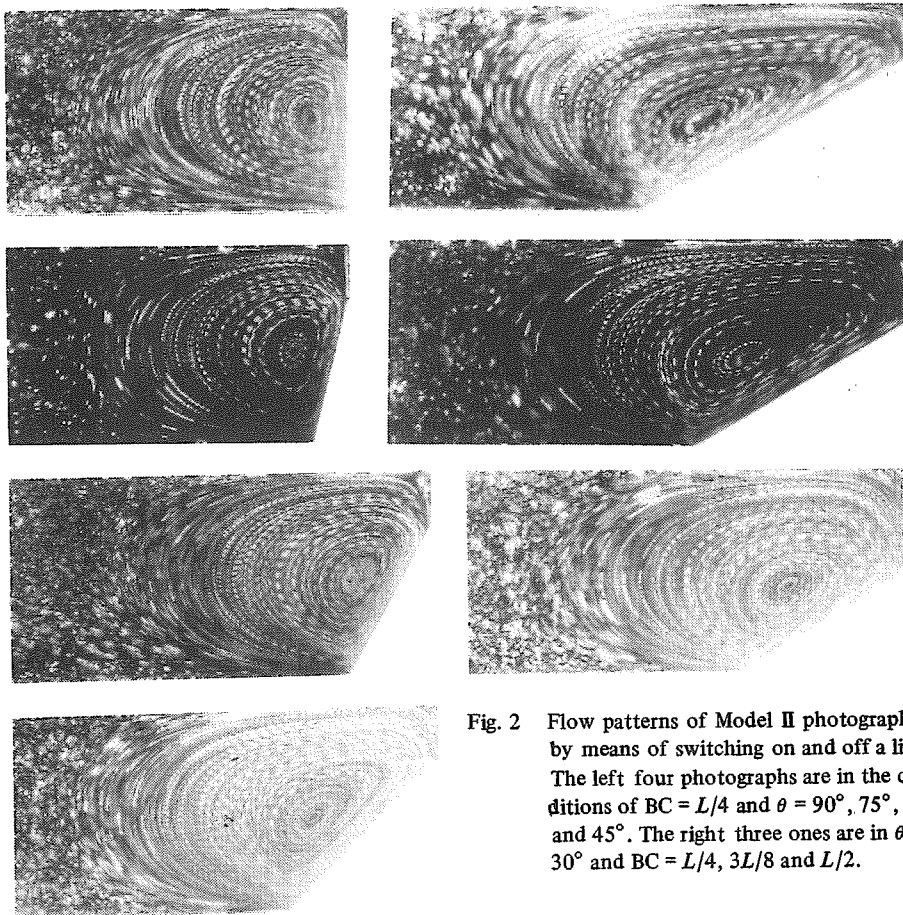 Fig. 2 Flow patterns of Model II photograph
by means of switching on and off a li
The left four photographs are in the c
ditions of BC = L/4 and θ = 90°, 75°,
and 45°. The right three ones are in θ
30° and BC = L/4, 3L/8 and L/2.